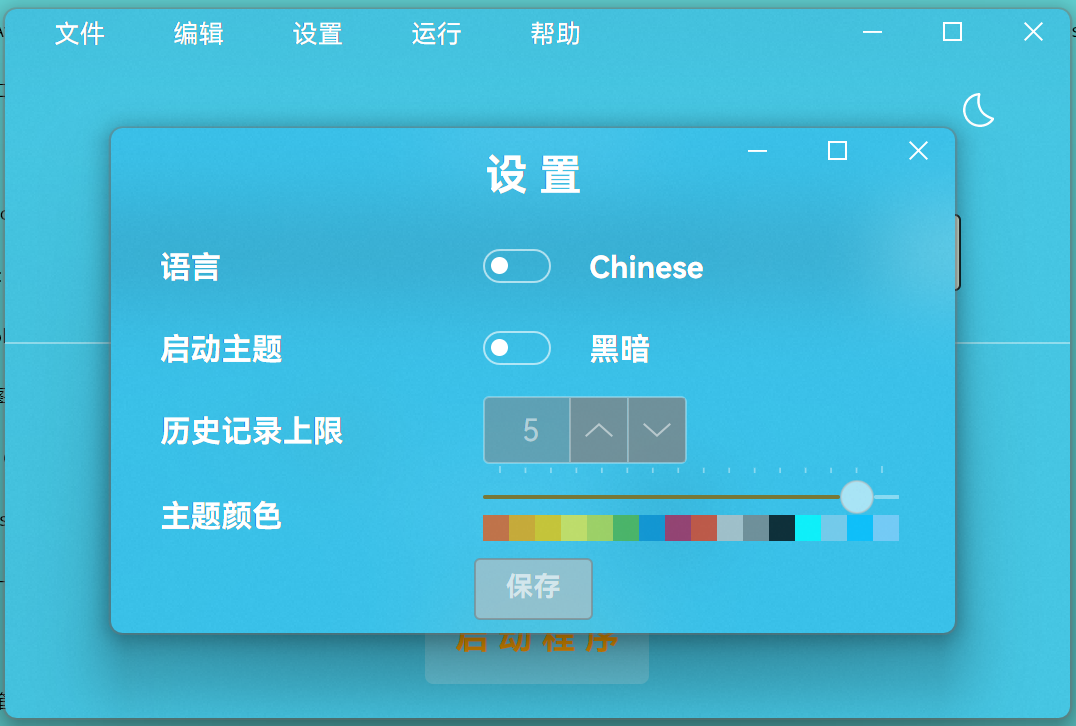 文件 编辑 设置 运行 帮助
设置
语言 Chinese
启动主题 黑暗
历史记录上限 5
主题颜色
保存
启动程序